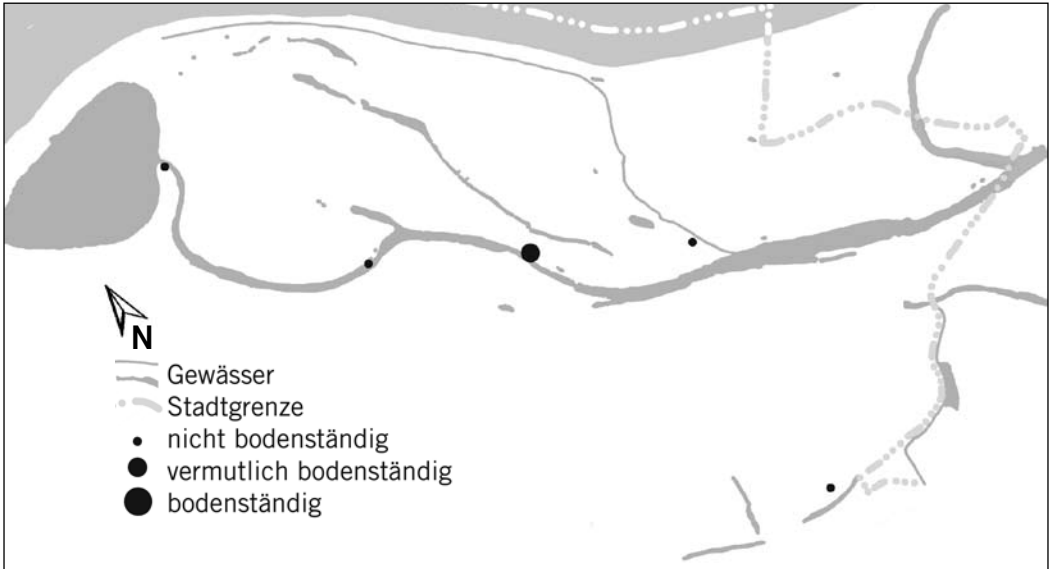 N
Gewässer
Stadtgrenze
nicht bodenständig
vermutlich bodenständig
bodenständig